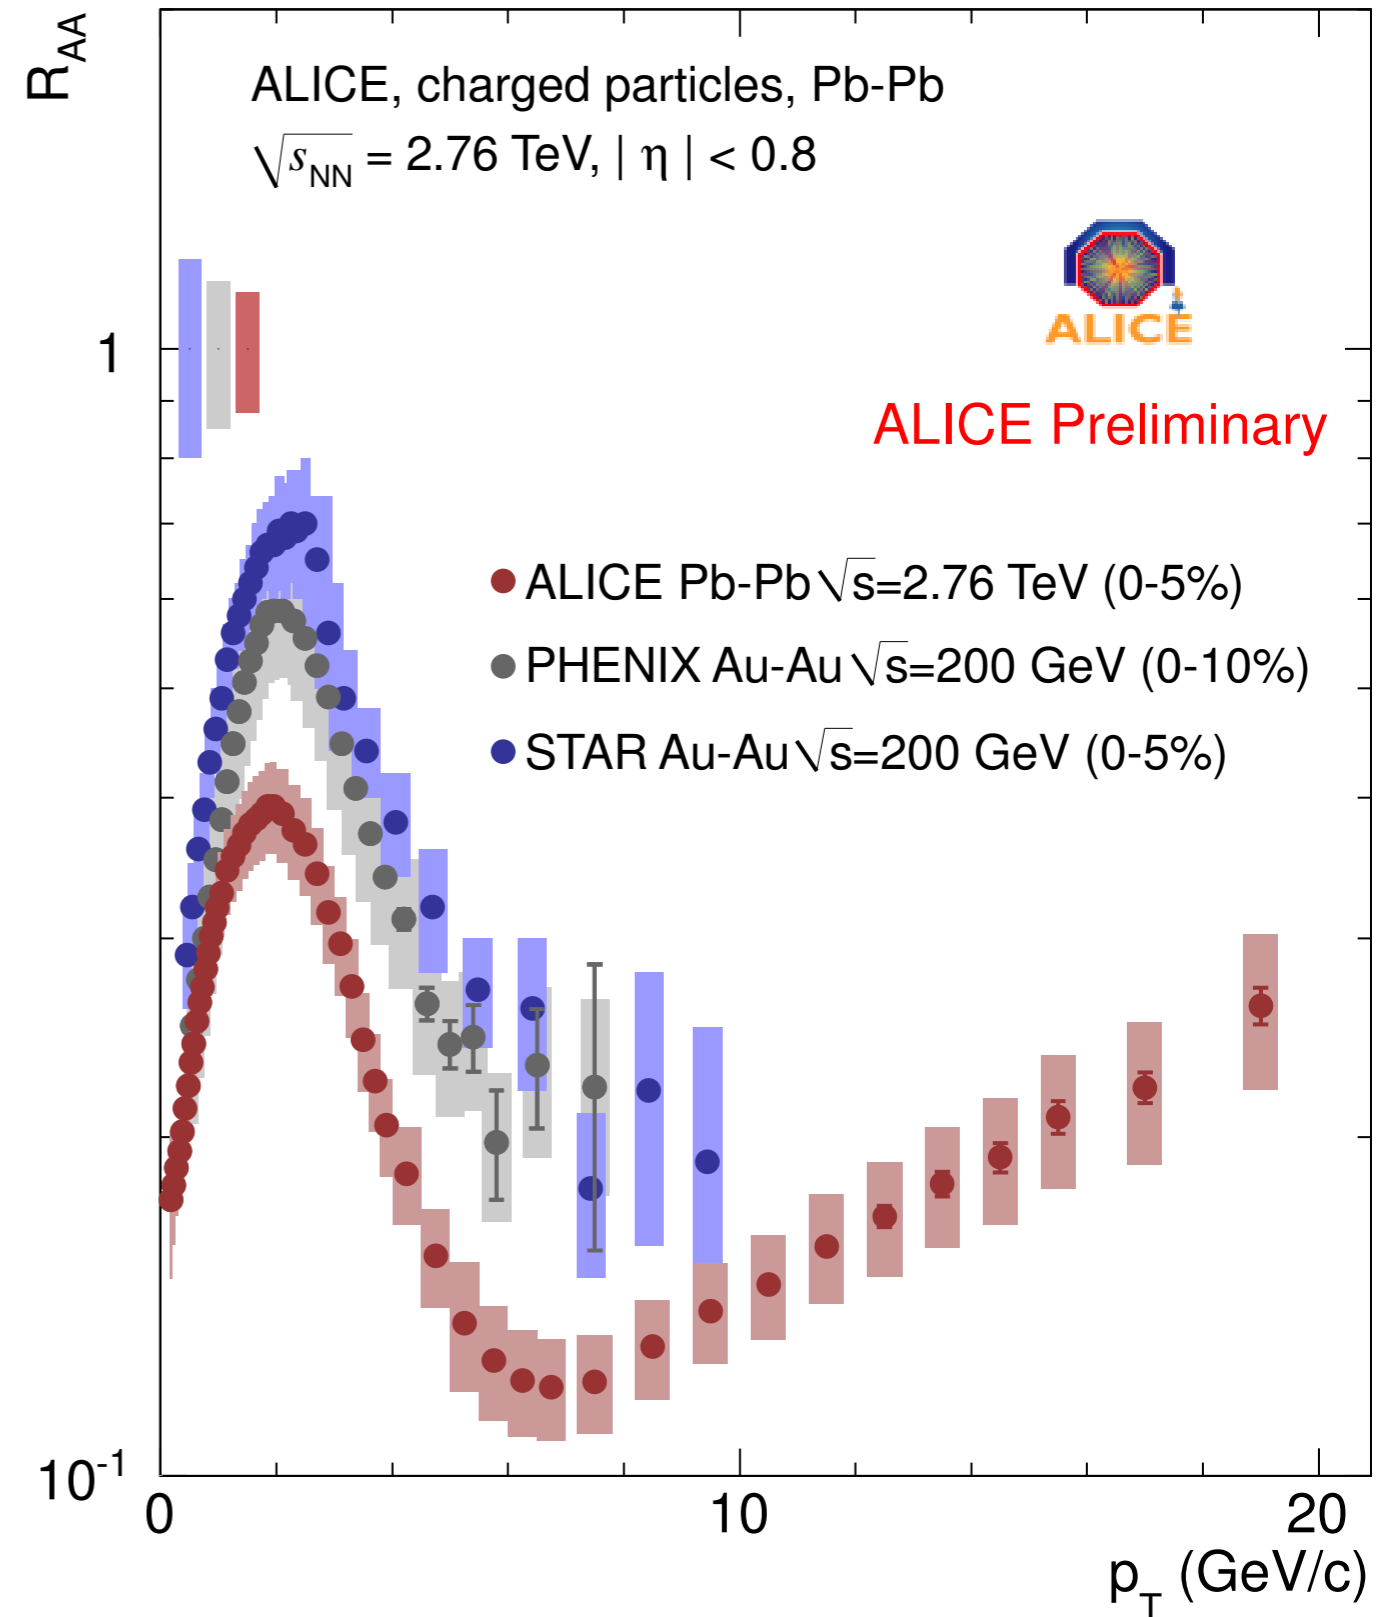 R_AA
ALICE, charged particles, Pb-Pb
√s_NN = 2.76 TeV, | η | < 0.8
ALICE
1
ALICE Preliminary
ALICE Pb-Pb √s=2.76 TeV (0-5%)
PHENIX Au-Au √s=200 GeV (0-10%)
STAR Au-Au √s=200 GeV (0-5%)
10^-1
0 10 20
p_T (GeV/c)